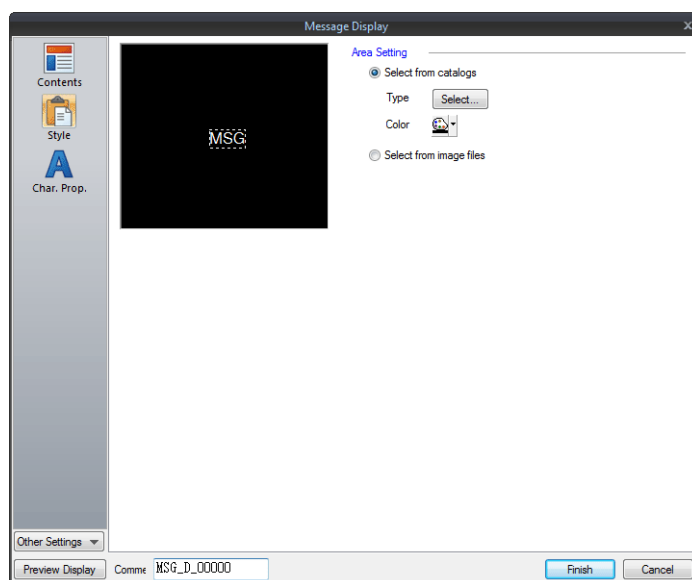 Message Display
x
Contents
Style
A
Char. Prop.
MSG
Area Setting
Select from catalogs
Type Select...
Color
Select from image files
Other Settings
Preview Display Comme MSG_D_00000 Finish Cancel